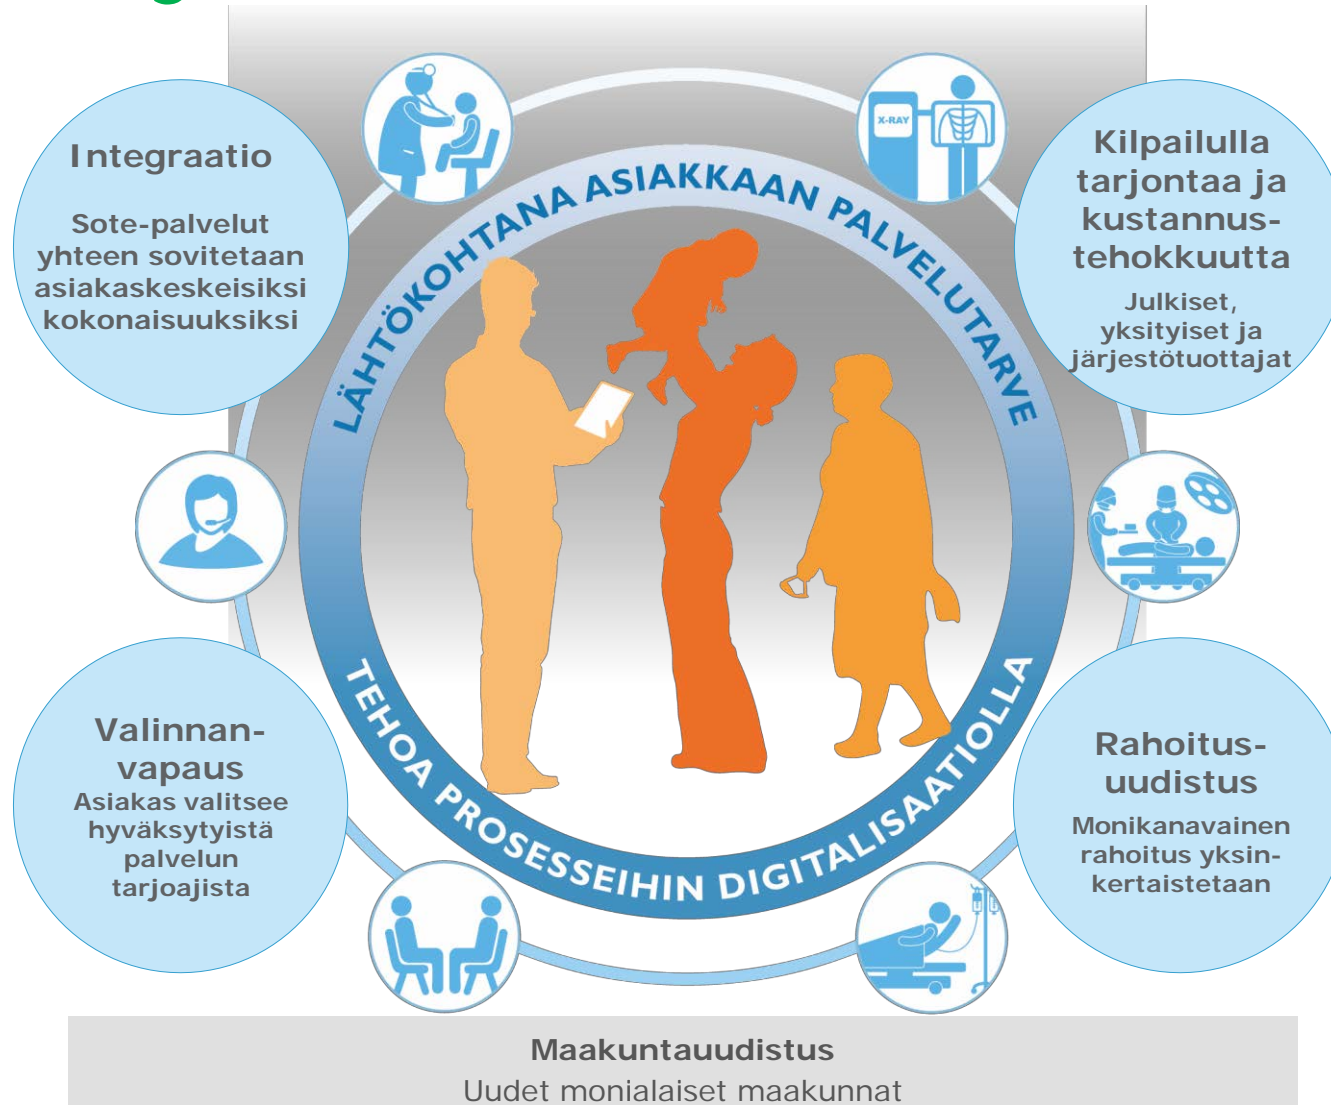 Integraatio
Sote-palvelut
yhteen sovitetaan
asiakaskeskeisiksi
kokonaisuuksiksi
X-RAY
Kilpailulla
tarjontaa ja
kustannus-
tehokkuutta
Julkiset,
yksityiset ja
järjestötuottajat
LÄHTÖKOHTANA ASIAKKAAN PALVELUTARVE
TEHOA PROSESSEIHIN DIGITALISAATIOLLA
Valinnan-
vapaus
Asiakas valitsee
hyväksytyistä
palvelun
tarjoajista
Rahoitus-
uudistus
Monikanavainen
rahoitus yksin-
kertaistetaan
Maakuntauudistus
Uudet monialaiset maakunnat